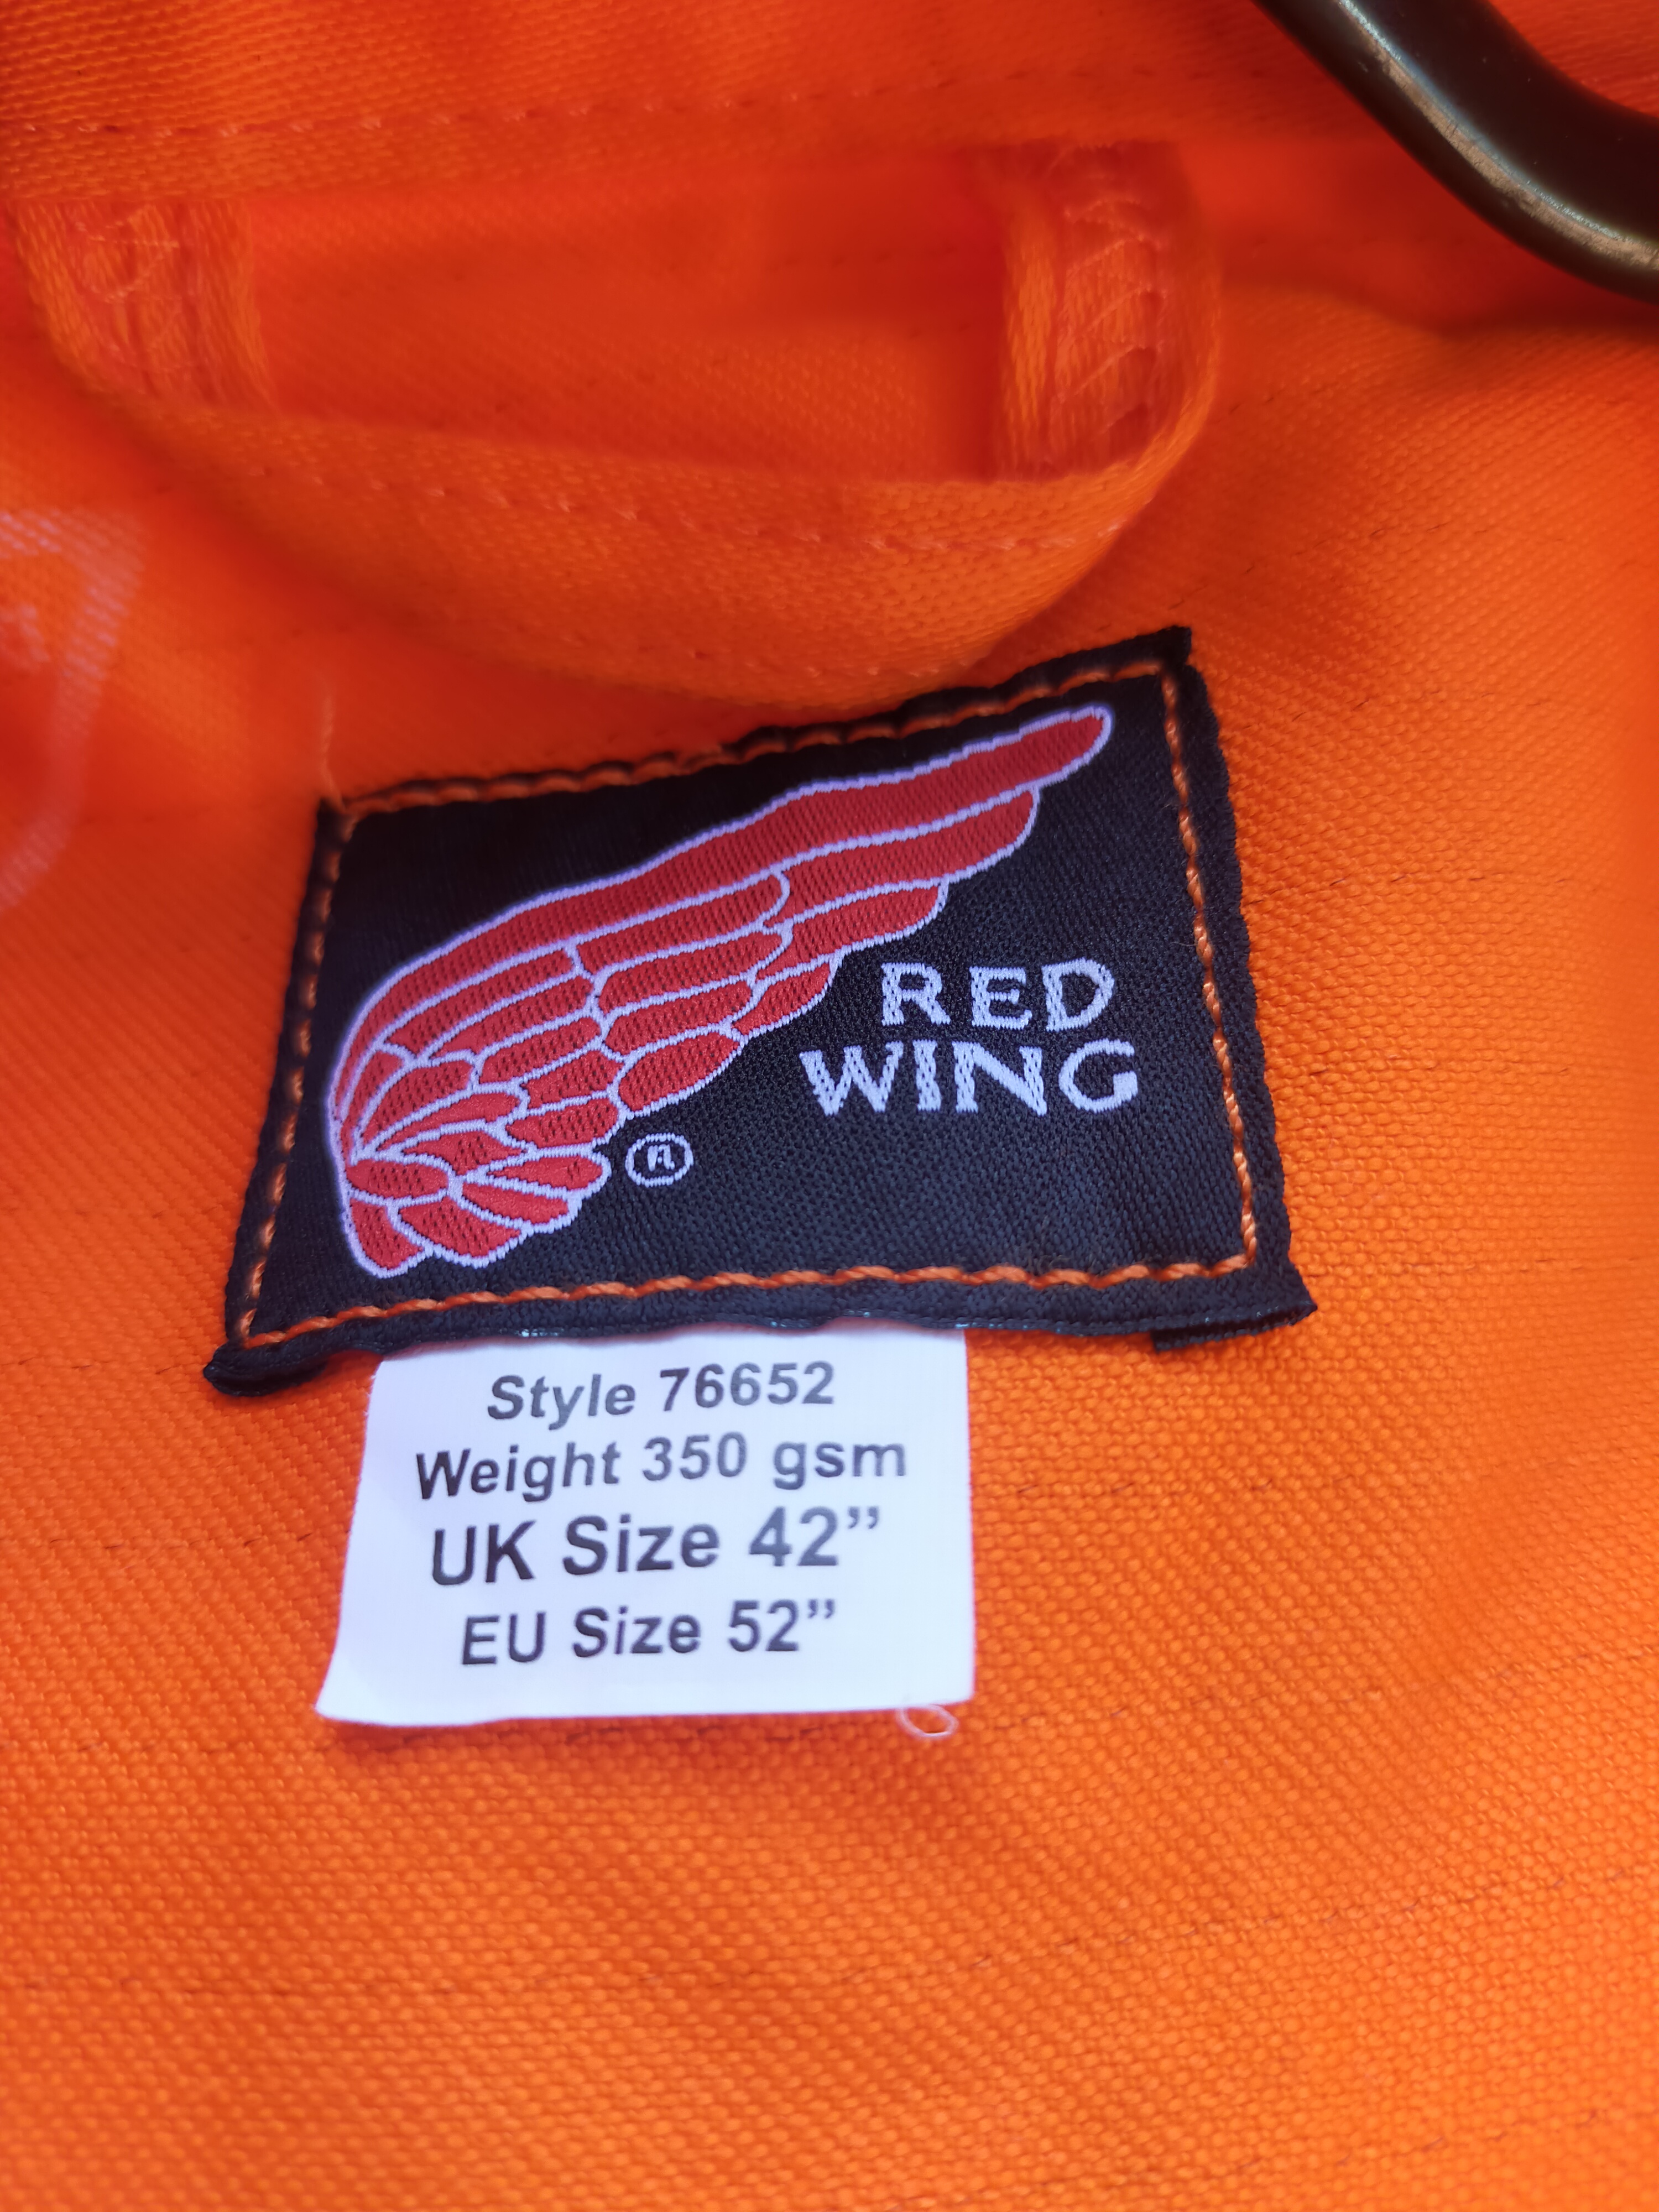 RED
WING
®
Style 76652
Weight 350 gsm
UK Size 42”
EU Size 52”